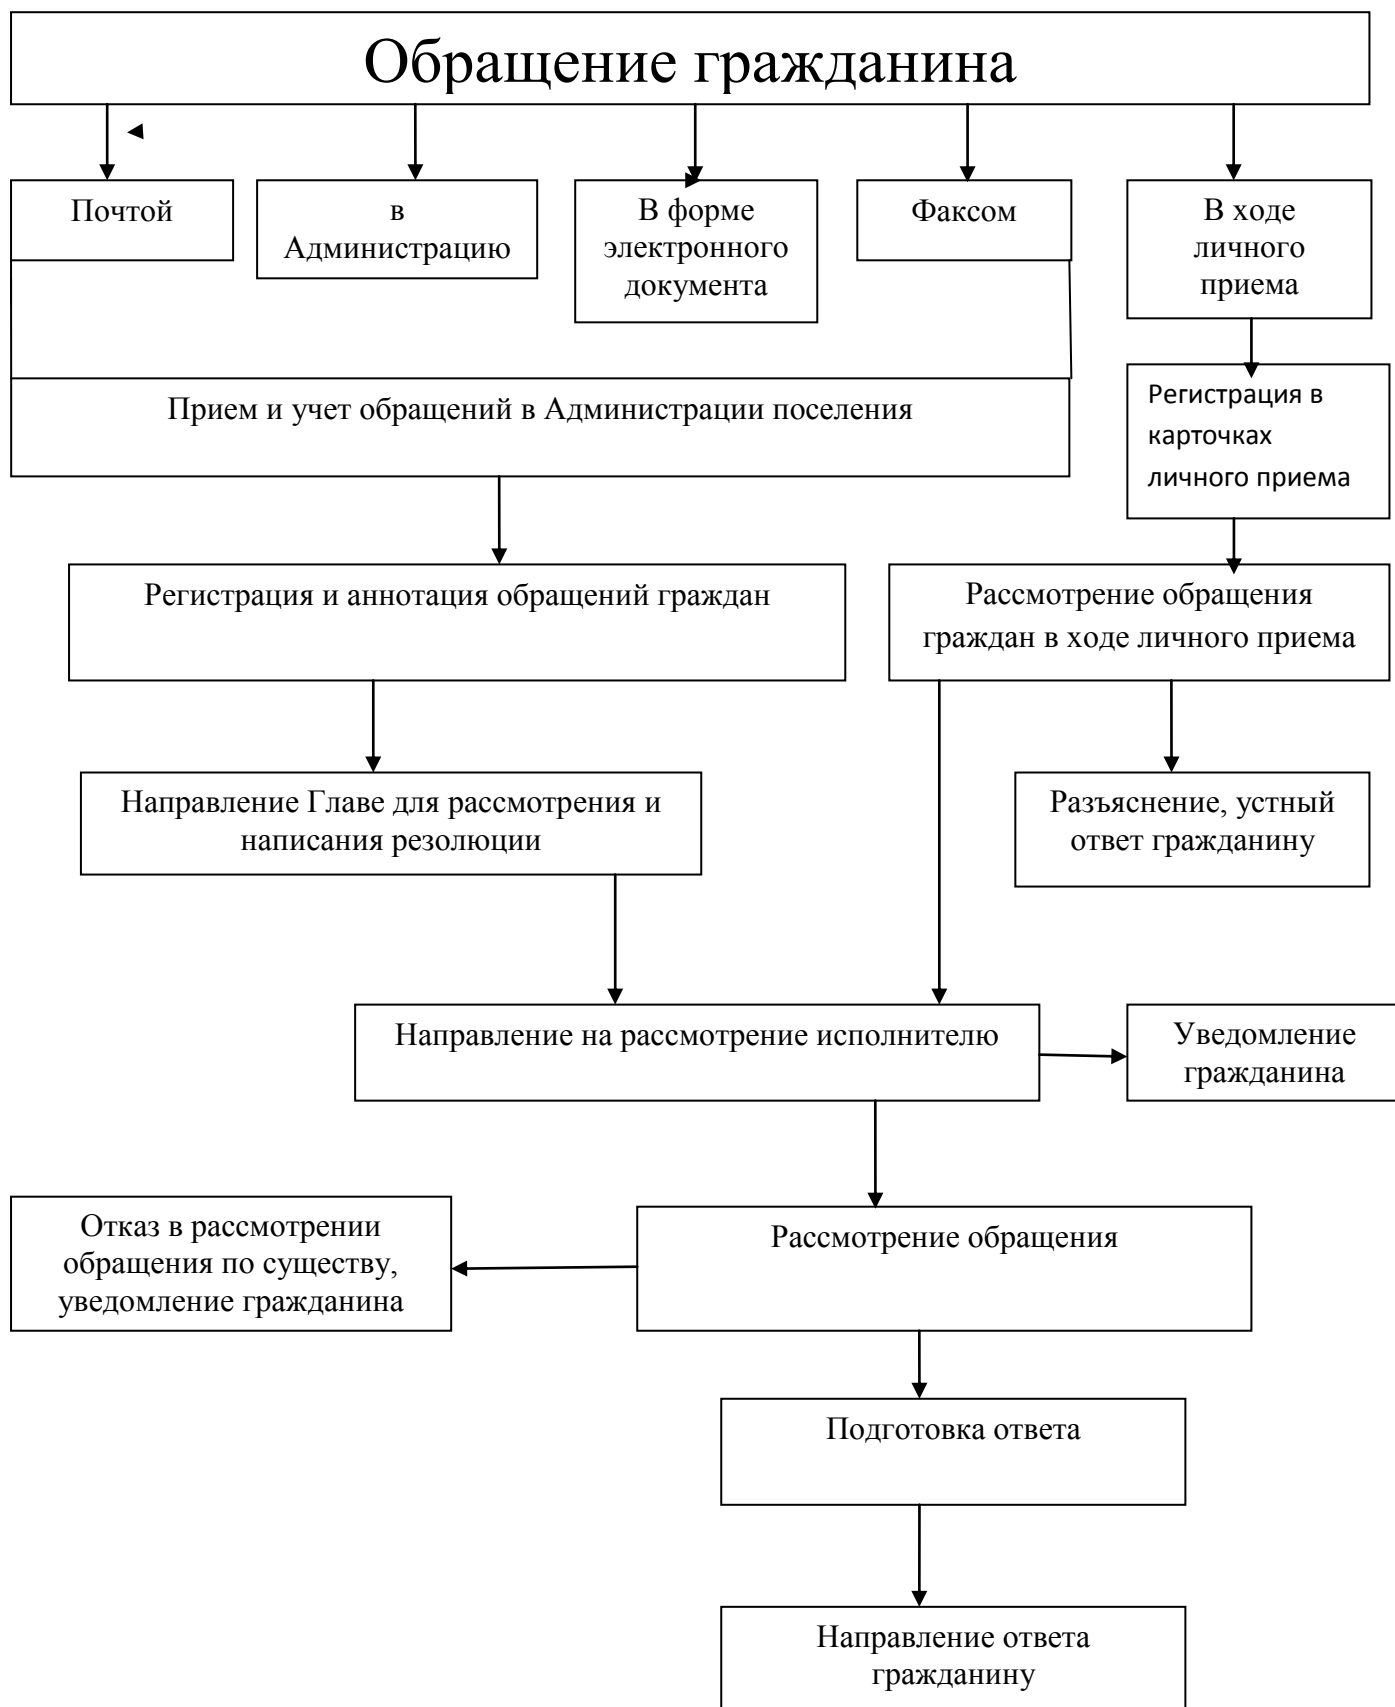 Обращение гражданина
Почтой
в
Администрацию
В форме
электронного
документа
Факсом
В ходе
личного
приема
Прием и учет обращений в Администрации поселения
Регистрация в
карточках
личного приема
Регистрация и аннотация обращений граждан
Рассмотрение обращения
граждан в ходе личного приема
Направление Главе для рассмотрения и
написания резолюции
Разъяснение, устный
ответ гражданину
Направление на рассмотрение исполнителю
Уведомление
гражданина
Отказ в рассмотрении
обращения по существу,
уведомление гражданина
Рассмотрение обращения
Подготовка ответа
Направление ответа
гражданину